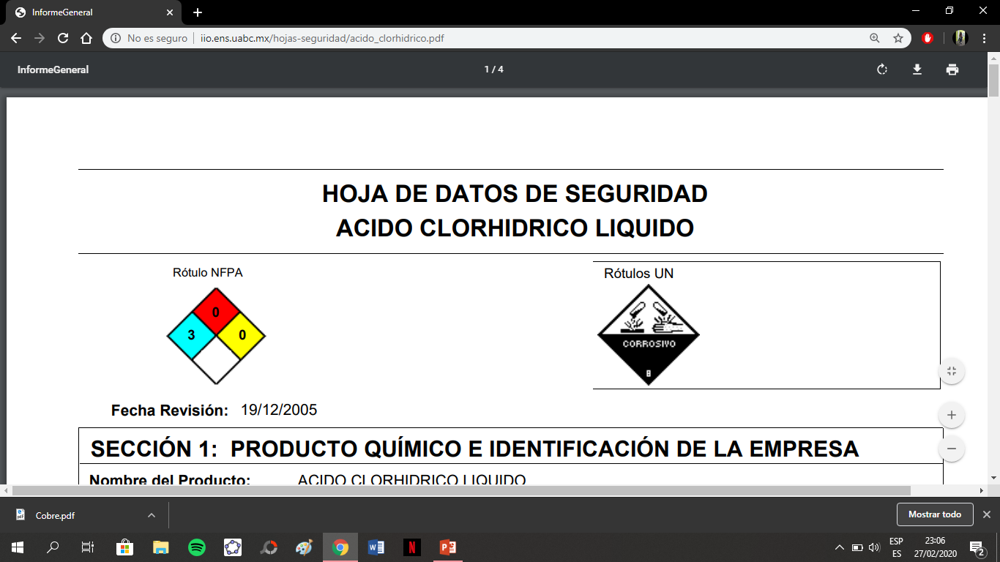 InformeGeneral
No es seguro
iio.ens.uabc.mx/hojas-seguridad/acido_clorhidrico.pdf
InformeGeneral
1 / 4
HOJA DE DATOS DE SEGURIDAD
ACIDO CLORHIDRICO LIQUIDO
Rótulo NFPA
0
3
0
Rótulos UN
CORROSIVO
8
Fecha Revisión: 19/12/2005
SECCIÓN 1: PRODUCTO QUÍMICO E IDENTIFICACIÓN DE LA EMPRESA
Nombre del Producto: ACIDO CLORHIDRICO LIQUIDO
Cobre.pdf
Mostrar todo
ESP
ES
23:06
27/02/2020
2